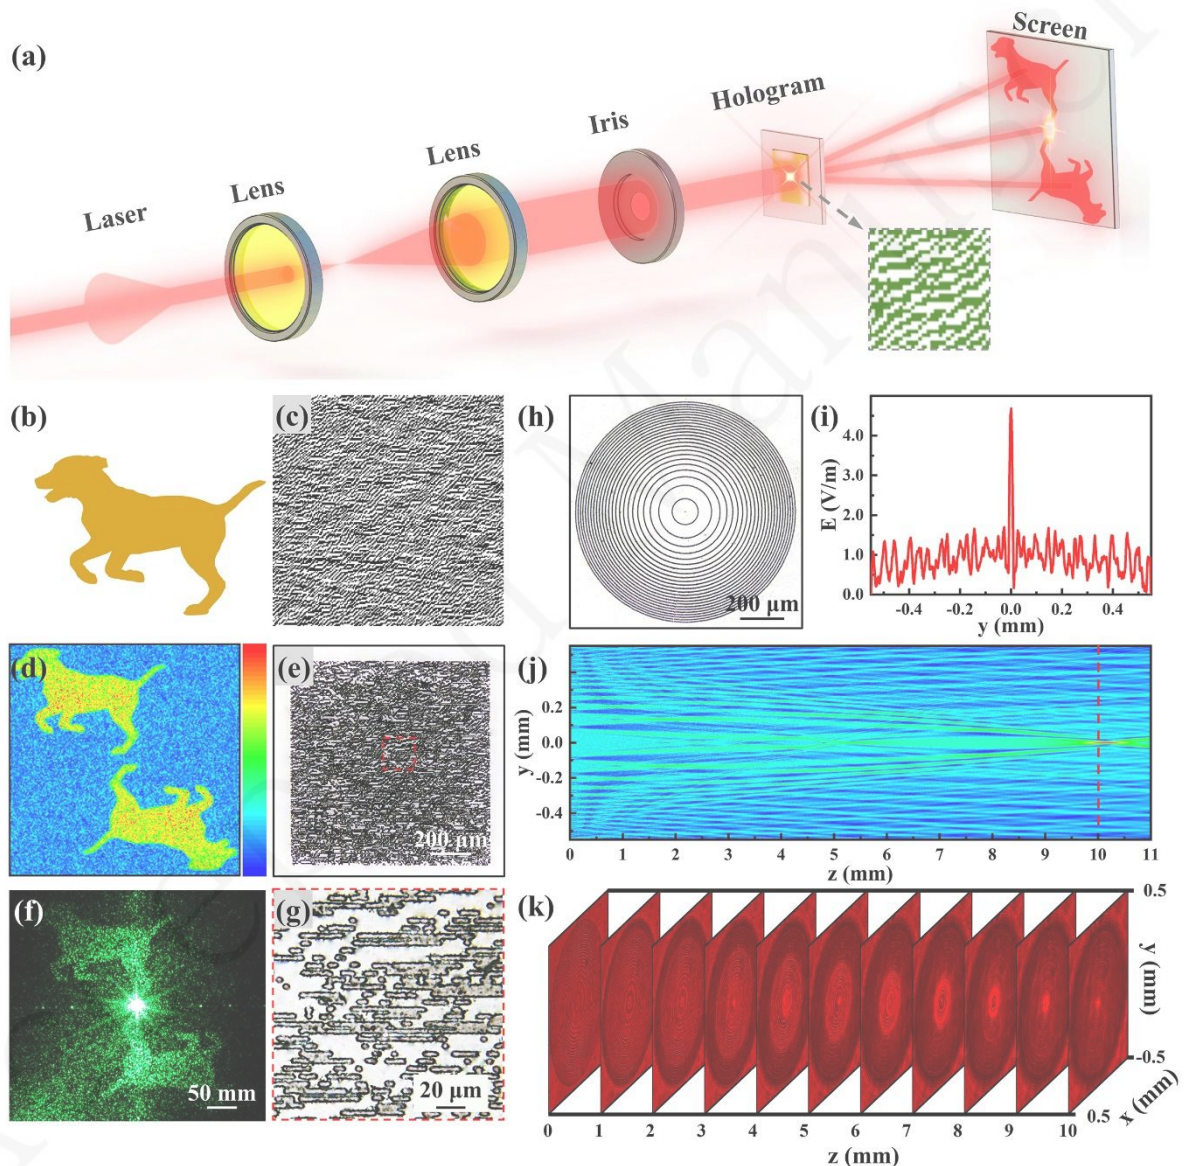 (a)
Laser
Lens
Lens
Iris
Hologram
Screen
(b)
(c)
(d)
(e)
200 μm
(f)
50 mm
(g)
20 μm
(h)
200 μm
(i)
E (V/m)
4.0
3.0
2.0
1.0
0.0
-0.4 -0.2 0.0 0.2 0.4
y (mm)
(j)
y (mm)
0.2
0.0
-0.2
-0.4
0 1 2 3 4 5 6 7 8 9 10 11
z (mm)
(k)
0.5
y (mm)
-0.5
x (mm)
0.5
0 1 2 3 4 5 6 7 8 9 10
z (mm)